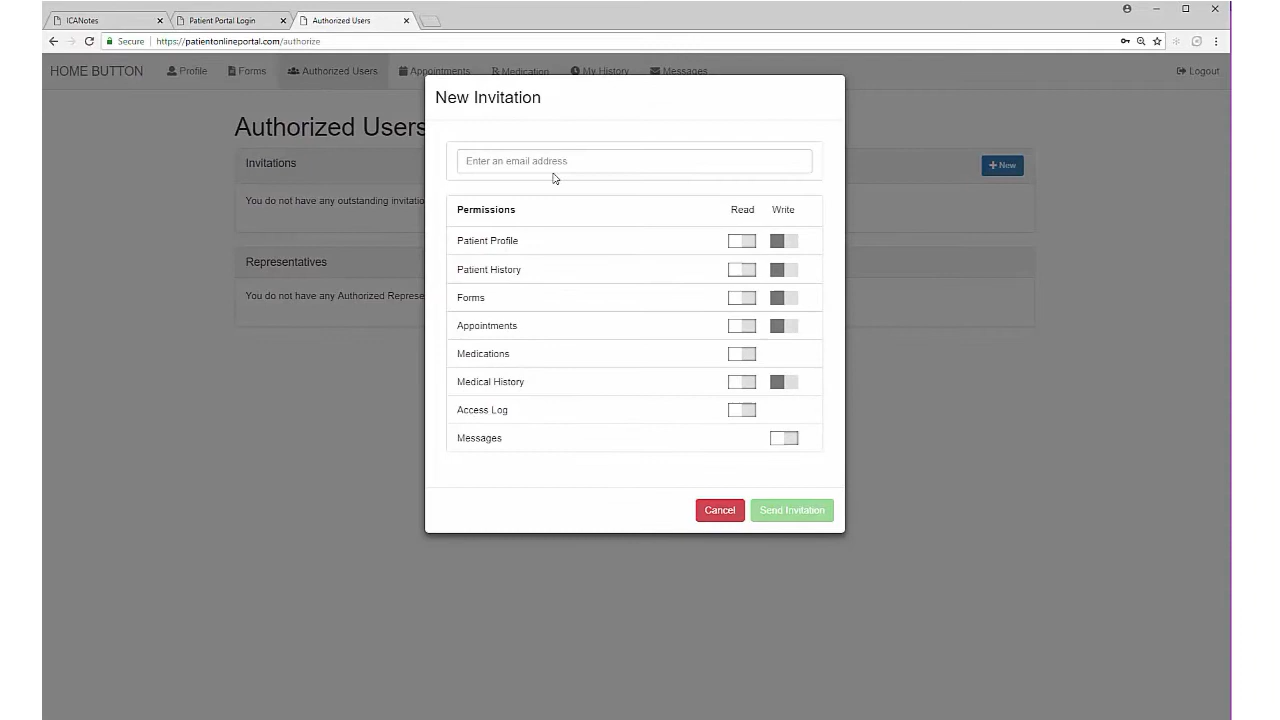 ICANotes
Patient Portal Login
Authorized Users
Secure https://patientonlineportal.com/authorize
HOME BUTTON Profile Forms Authorized Users Appointments Medication My History Messages Logout
New Invitation
Authorized Users
Invitations
New
Enter an email address
You do not have any outstanding invitatio
Representatives
You do not have any Authorized Represe
Permissions Read Write
Patient Profile
Patient History
Forms
Appointments
Medications
Medical History
Access Log
Messages
Cancel Send Invitation